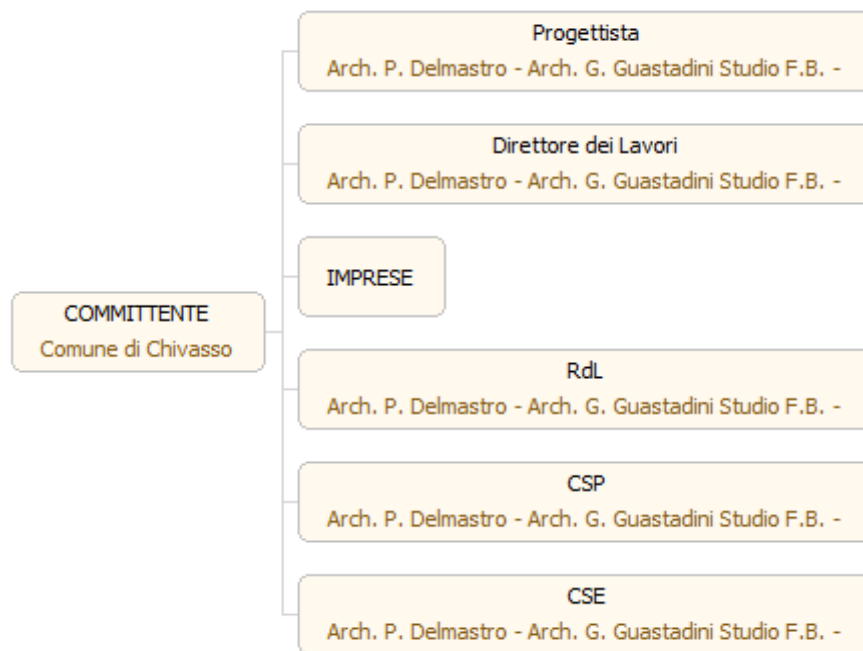 Progettista
Arch. P. Delmastro - Arch. G. Guastadini Studio F.B. -
Direttore dei Lavori
Arch. P. Delmastro - Arch. G. Guastadini Studio F.B. -
IMPRESE
COMMITTENTE
Comune di Chivasso
RdL
Arch. P. Delmastro - Arch. G. Guastadini Studio F.B. -
CSP
Arch. P. Delmastro - Arch. G. Guastadini Studio F.B. -
CSE
Arch. P. Delmastro - Arch. G. Guastadini Studio F.B. -